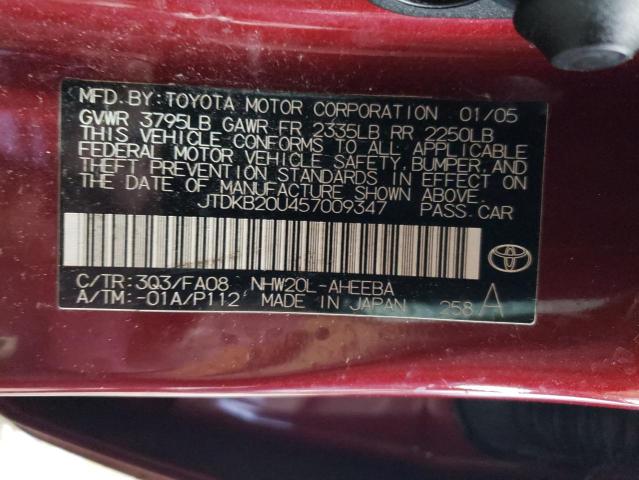 MFD. BY: TOYOTA MOTOR CORPORATION 01/05
GVWR 3795LB GAWR FR 2335LB RR 2250LB
THIS VEHICLE CONFORMS TO ALL APPLICABLE
FEDERAL MOTOR VEHICLE SAFETY, BUMPER, AND
THEFT PREVENTION STANDARDS IN EFFECT ON
THE DATE OF MANUFACTURE SHOWN ABOVE.
JTDKB20U457009347 PASS. CAR
C/TR: 3Q3/FA08 NHW20L-AHEEBA
A/TM: -01A/P112 MADE IN JAPAN 258 A